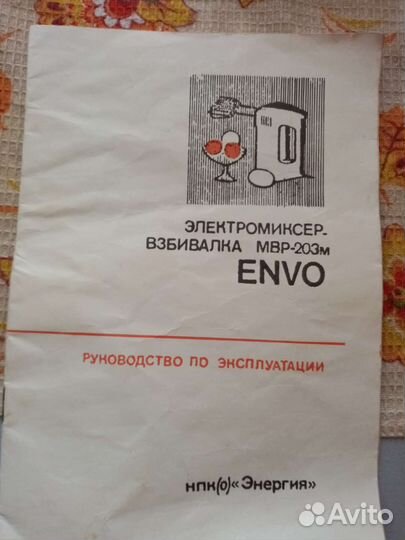 ЭЛЕКТРОМИКСЕР-
ВЗБИВАЛКА МВР-203м
ENVO
РУКОВОДСТВО ПО ЭКСПЛУАТАЦИИ
НПК(о)«Энергия»
Avito